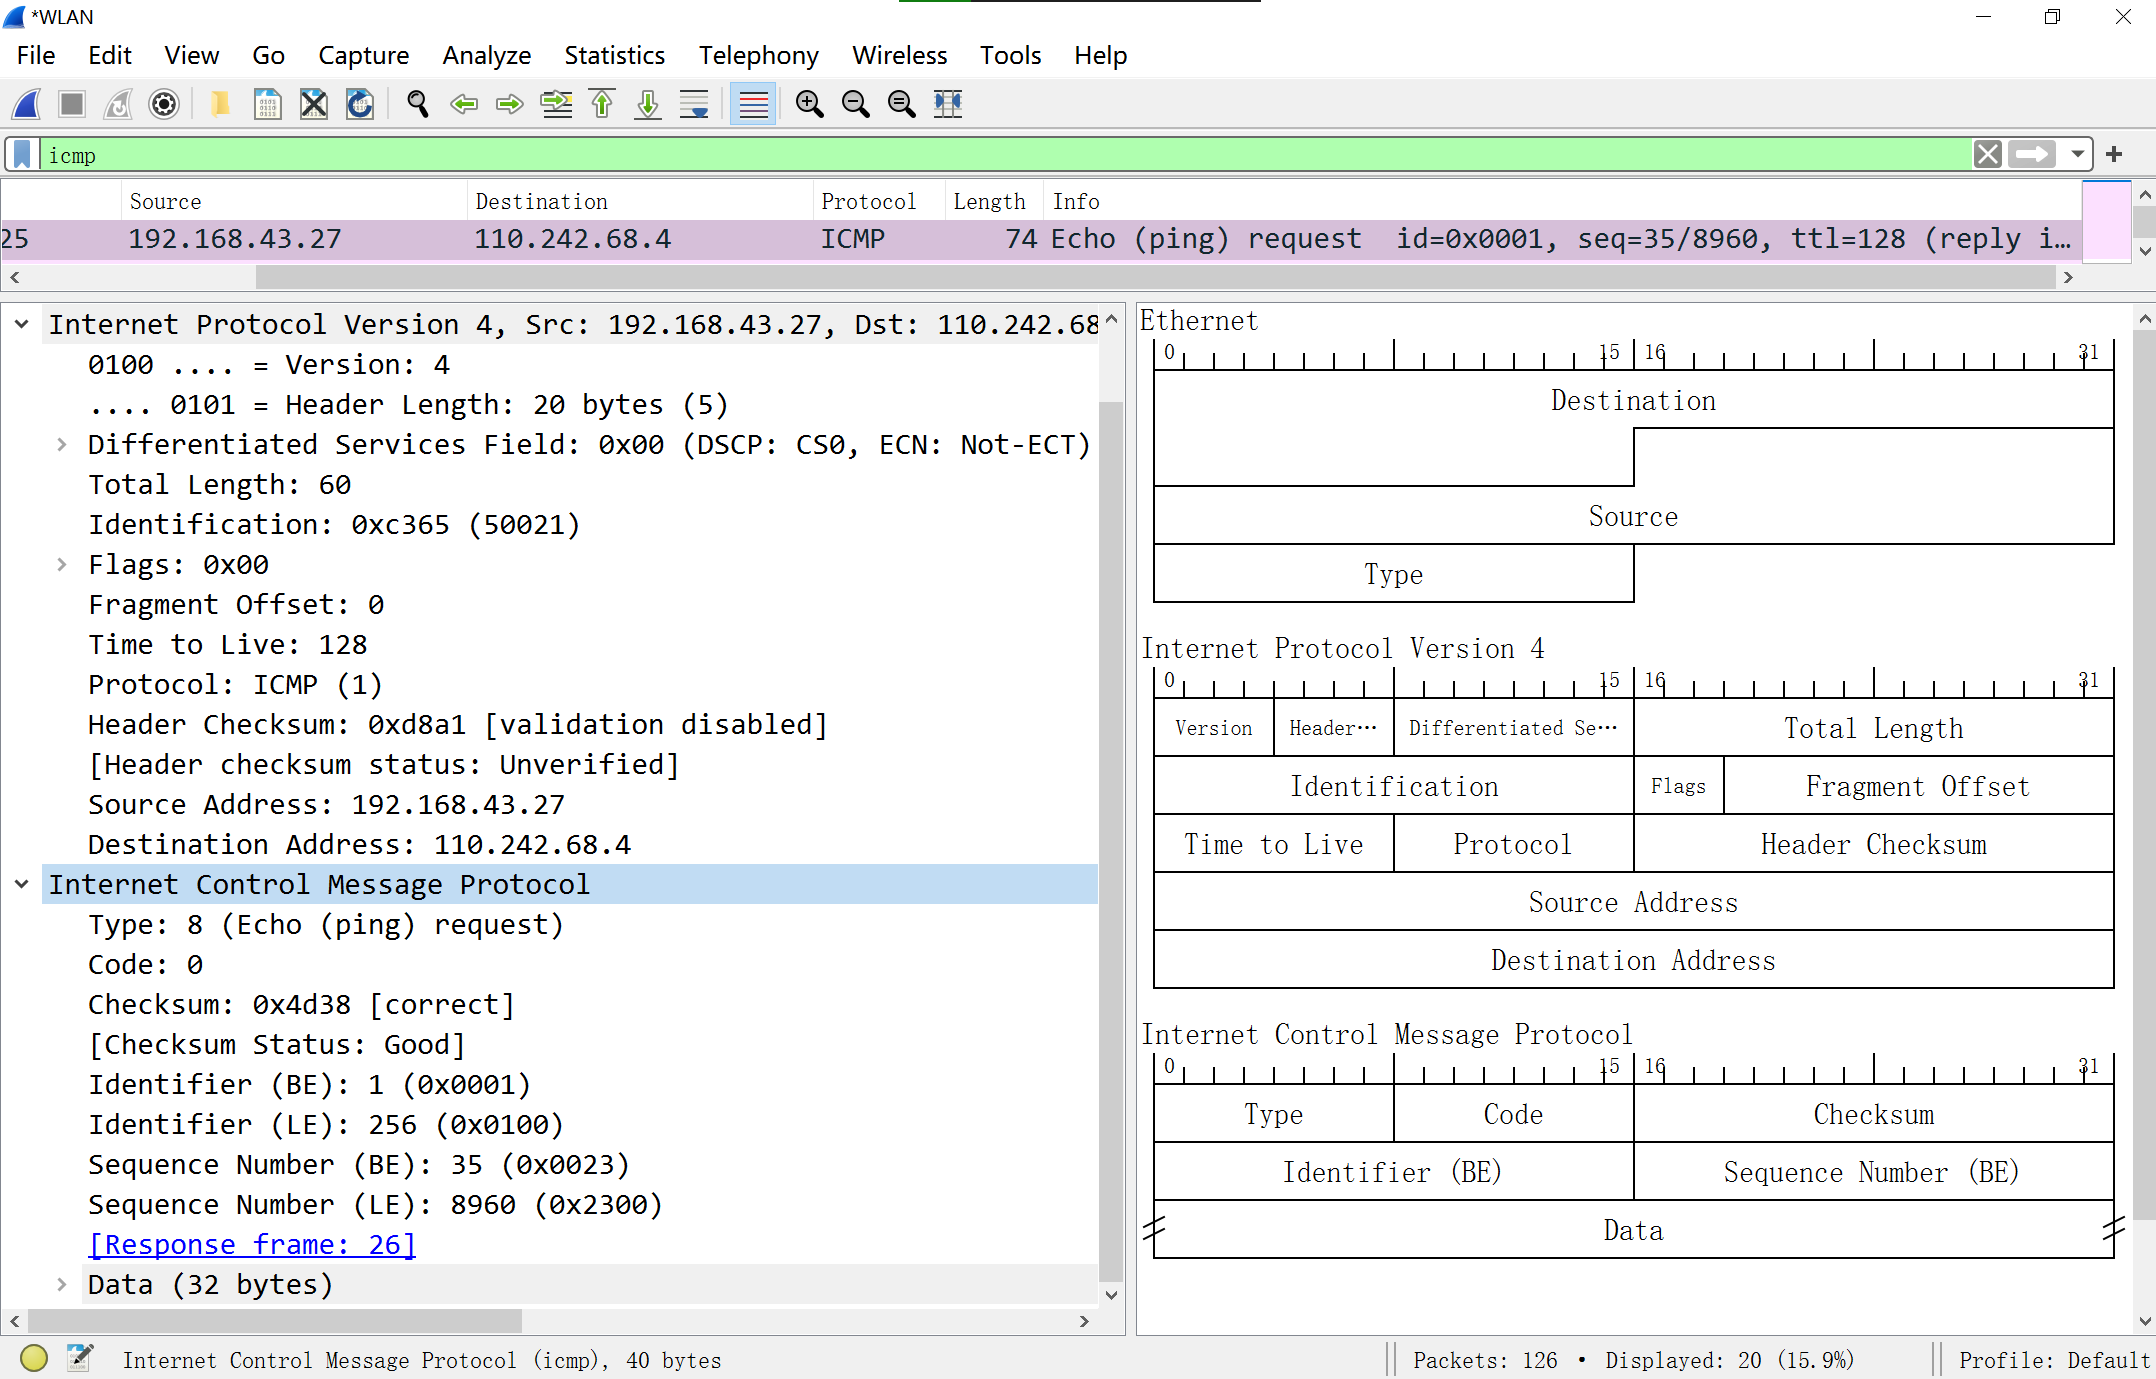 *WLAN
File Edit View Go Capture Analyze Statistics Telephony Wireless Tools Help
icmp
Source Destination Protocol Length Info
25 192.168.43.27 110.242.68.4 ICMP 74 Echo (ping) request id=0x0001, seq=35/8960, ttl=128 (reply i…
Internet Protocol Version 4, Src: 192.168.43.27, Dst: 110.242.68
0100 .... = Version: 4
.... 0101 = Header Length: 20 bytes (5)
Differentiated Services Field: 0x00 (DSCP: CS0, ECN: Not-ECT)
Total Length: 60
Identification: 0xc365 (50021)
Flags: 0x00
Fragment Offset: 0
Time to Live: 128
Protocol: ICMP (1)
Header Checksum: 0xd8a1 [validation disabled]
[Header checksum status: Unverified]
Source Address: 192.168.43.27
Destination Address: 110.242.68.4
Internet Control Message Protocol
Type: 8 (Echo (ping) request)
Code: 0
Checksum: 0x4d38 [correct]
[Checksum Status: Good]
Identifier (BE): 1 (0x0001)
Identifier (LE): 256 (0x0100)
Sequence Number (BE): 35 (0x0023)
Sequence Number (LE): 8960 (0x2300)
[Response frame: 26]
Data (32 bytes)
Ethernet
0 15 16 31
Destination
Source
Type
Internet Protocol Version 4
0 15 16 31
Version Header… Differentiated Se… Total Length
Identification Flags Fragment Offset
Time to Live Protocol Header Checksum
Source Address
Destination Address
Internet Control Message Protocol
0 15 16 31
Type Code Checksum
Identifier (BE) Sequence Number (BE)
Data
Internet Control Message Protocol (icmp), 40 bytes
Packets: 126 · Displayed: 20 (15.9%)
Profile: Default